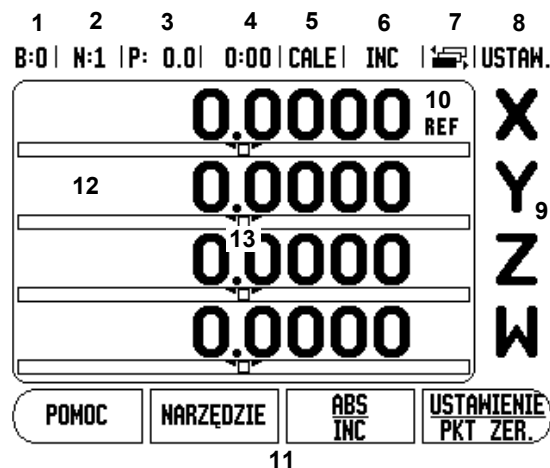 1 2 3 4 5 6 7 8
B:0 | N:1 | P: 0.0 | 0:00 | CALE | INC | | USTAW.
0.0000 10 REF X
12 0.0000 Y 9
13
0.0000 Z
0.0000 W
POMOC NARZĘDZIE ABS INC USTAWIENIE PKT ZER.
11